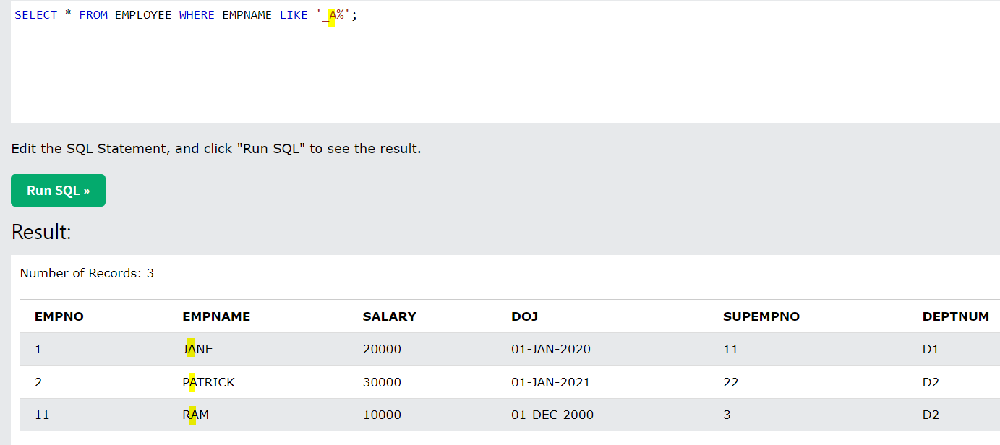 SELECT * FROM EMPLOYEE WHERE EMPNAME LIKE '_A%';
Edit the SQL Statement, and click "Run SQL" to see the result.
Run SQL »
Result:
Number of Records: 3
EMPNO EMPNAME SALARY DOJ SUPEMPNO DEPTNUM
1 JANE 20000 01-JAN-2020 11 D1
2 PATRICK 30000 01-JAN-2021 22 D2
11 RAM 10000 01-DEC-2000 3 D2